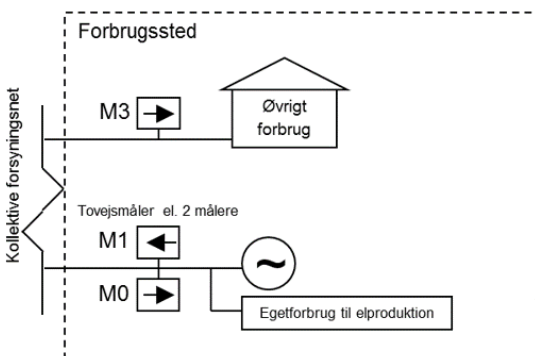 Forbrugssted
Kollektive forsyningsnet
M3
Øvrigt
forbrug
Tovejsmåler el. 2 målere
M1
~
M0
Egetforbrug til elproduktion